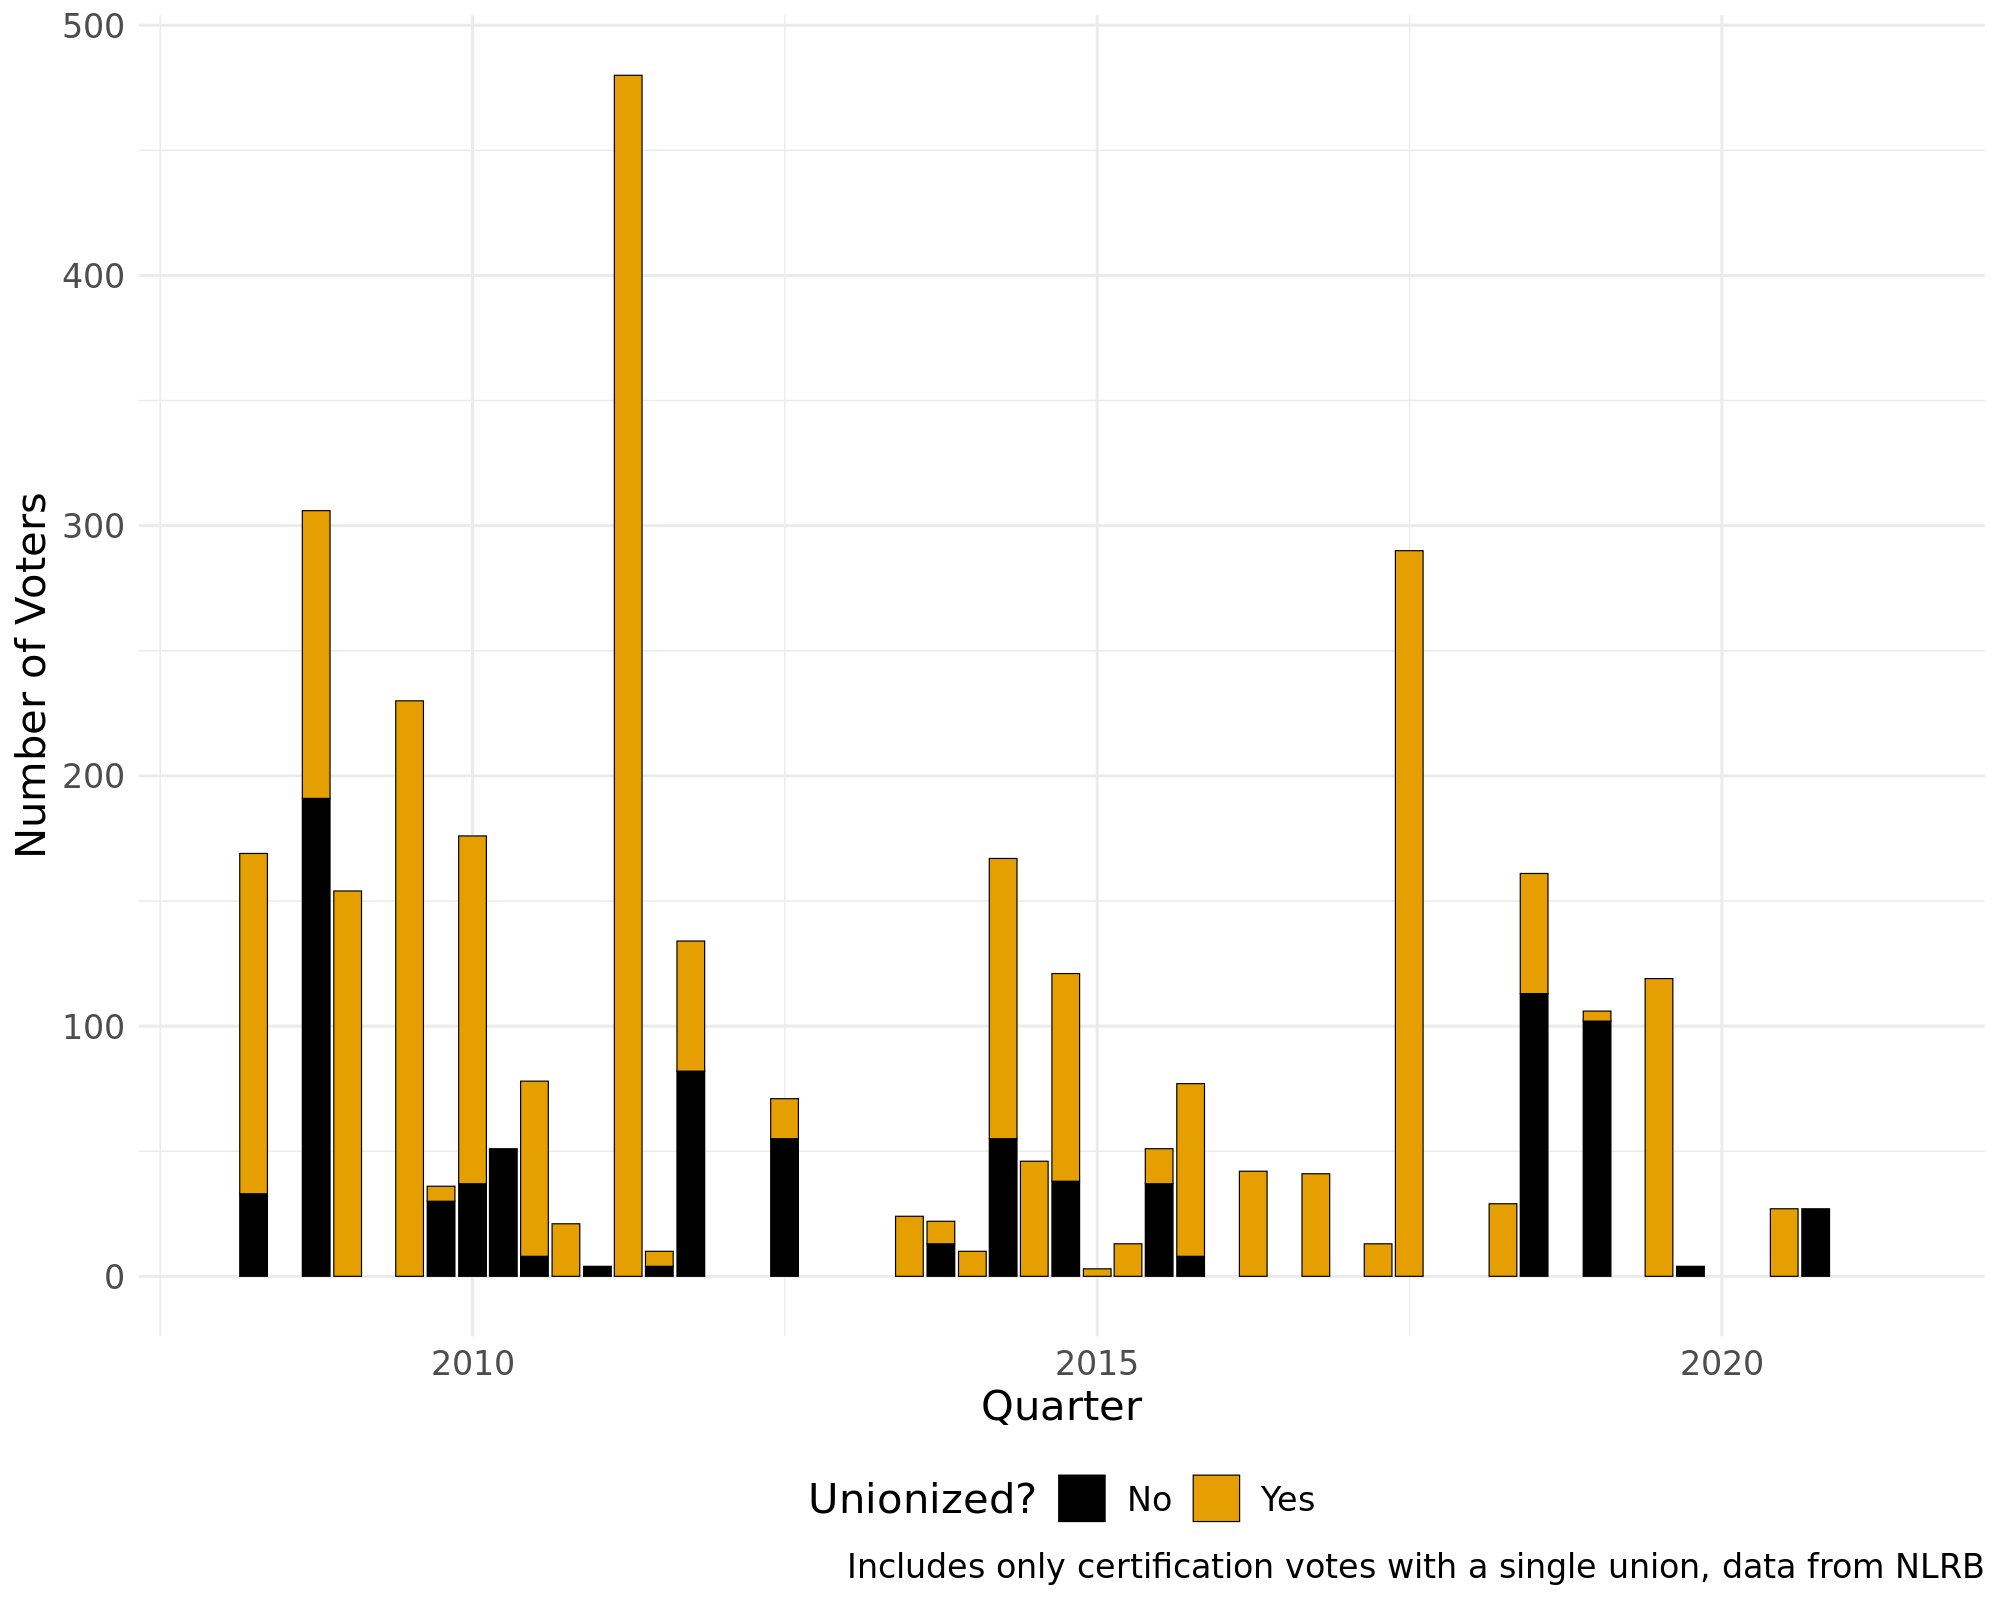 500
400
300
200
100
0
Number of Voters
2010
2015
2020
Quarter
Unionized? No Yes
Includes only certification votes with a single union, data from NLRB